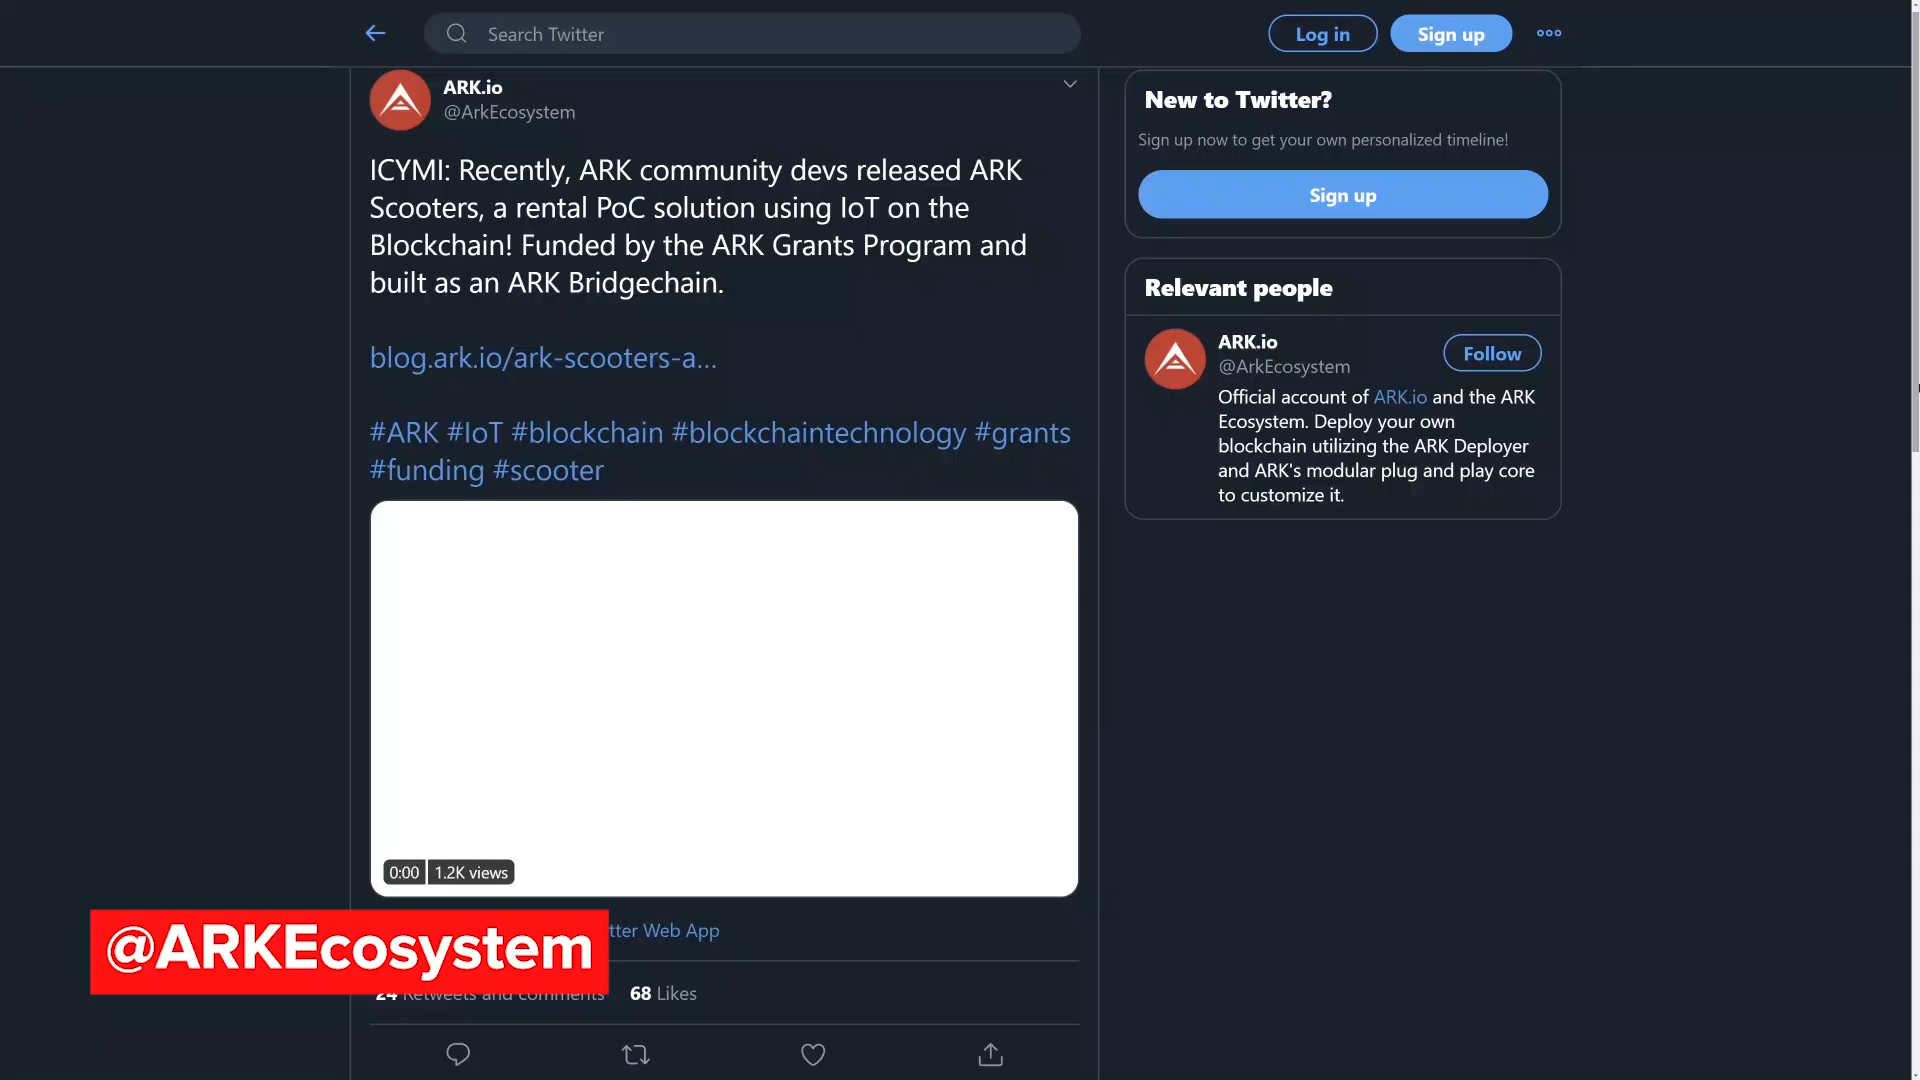 Search Twitter
Log in
Sign up
ARK.io
@ArkEcosystem
ICYMI: Recently, ARK community devs released ARK
Scooters, a rental PoC solution using IoT on the
Blockchain! Funded by the ARK Grants Program and
built as an ARK Bridgechain.
blog.ark.io/ark-scooters-a...
#ARK #IoT #blockchain #blockchaintechnology #grants
#funding #scooter
0:00
1.2K views
Web App
@ARKEcosystem
24 Retweets and comments 68 Likes
New to Twitter?
Sign up now to get your own personalized timeline!
Sign up
Relevant people
ARK.io
@ArkEcosystem
Follow
Official account of ARK.io and the ARK
Ecosystem. Deploy your own
blockchain utilizing the ARK Deployer
and ARK's modular plug and play core
to customize it.